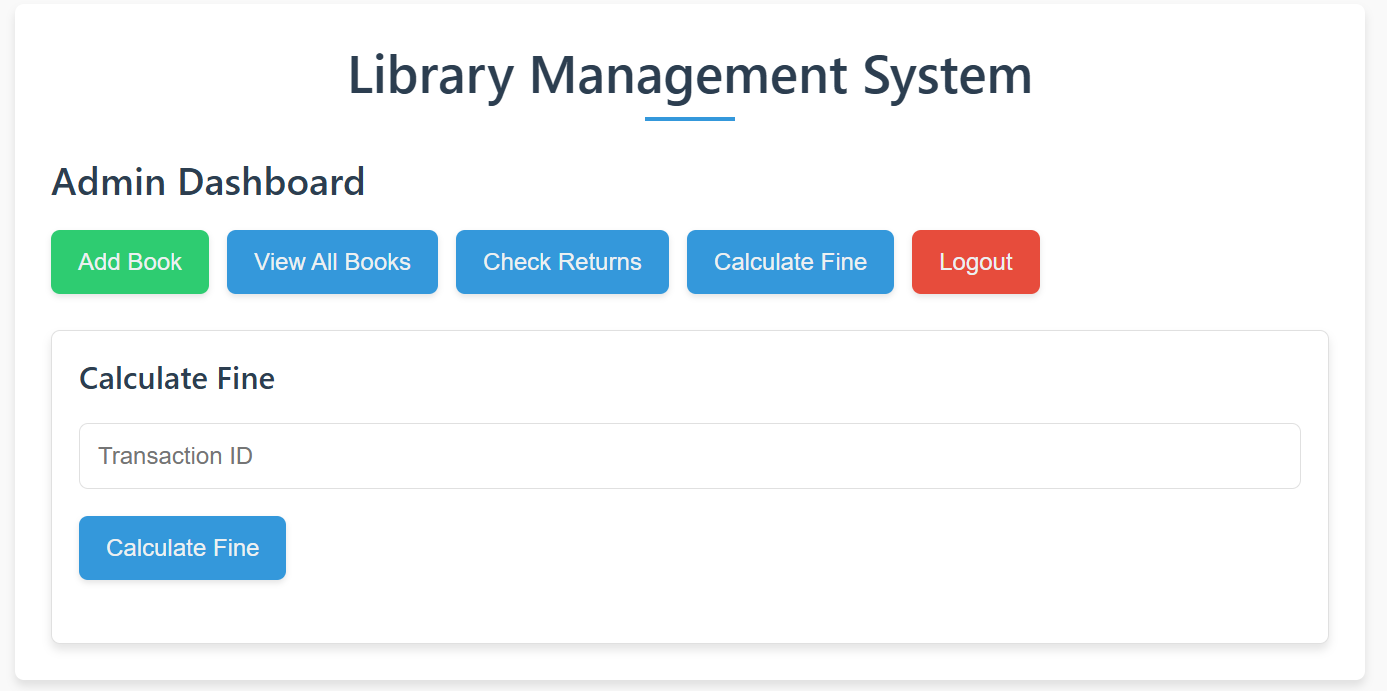 Library Management System
Admin Dashboard
Add Book View All Books Check Returns Calculate Fine Logout
Calculate Fine
Transaction ID
Calculate Fine